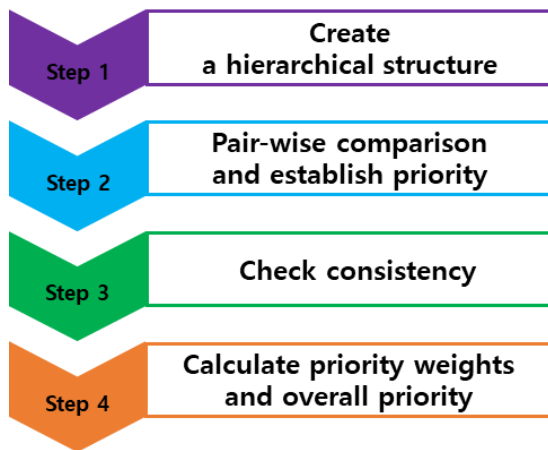 Step 1
Create
a hierarchical structure
Step 2
Pair-wise comparison
and establish priority
Step 3
Check consistency
Step 4
Calculate priority weights
and overall priority